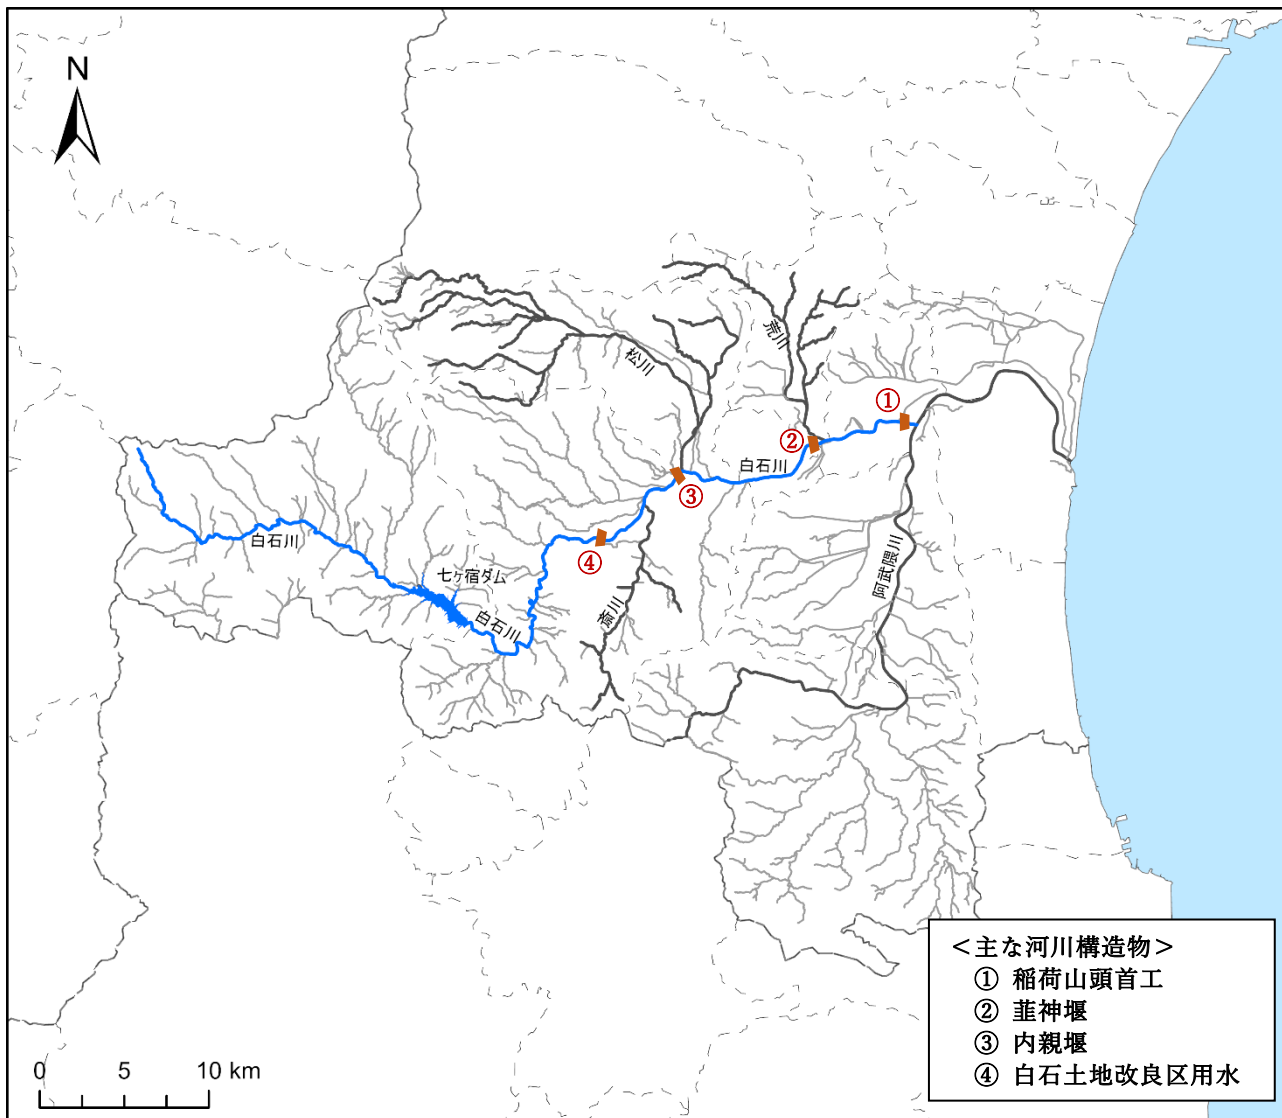 N
松川
荒川
①
②
白石川
③
白石川
④
七ヶ宿ダム
白石川
斎川
阿武隈川
0 5 10 km
＜主な河川構造物＞
① 稲荷山頭首工
② 韮神堰
③ 内親堰
④ 白石土地改良区用水